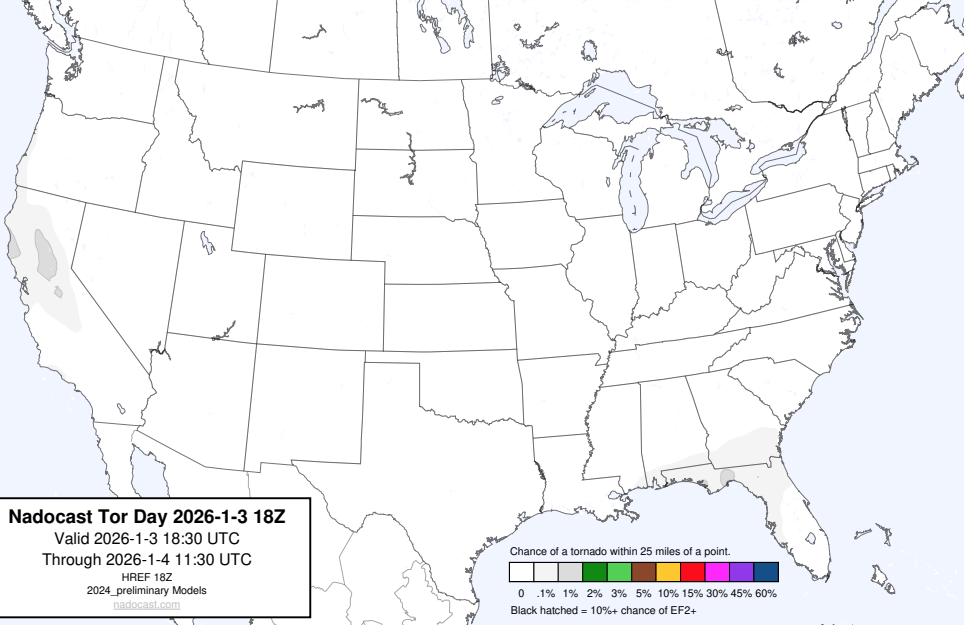 Nadocast Tor Day 2026-1-3 18Z
Valid 2026-1-3 18:30 UTC
Through 2026-1-4 11:30 UTC
HREF 18Z
2024_preliminary Models
nadocast.com
Chance of a tornado within 25 miles of a point.
0 .1% 1% 2% 3% 5% 10% 15% 30% 45% 60%
Black hatched = 10%+ chance of EF2+